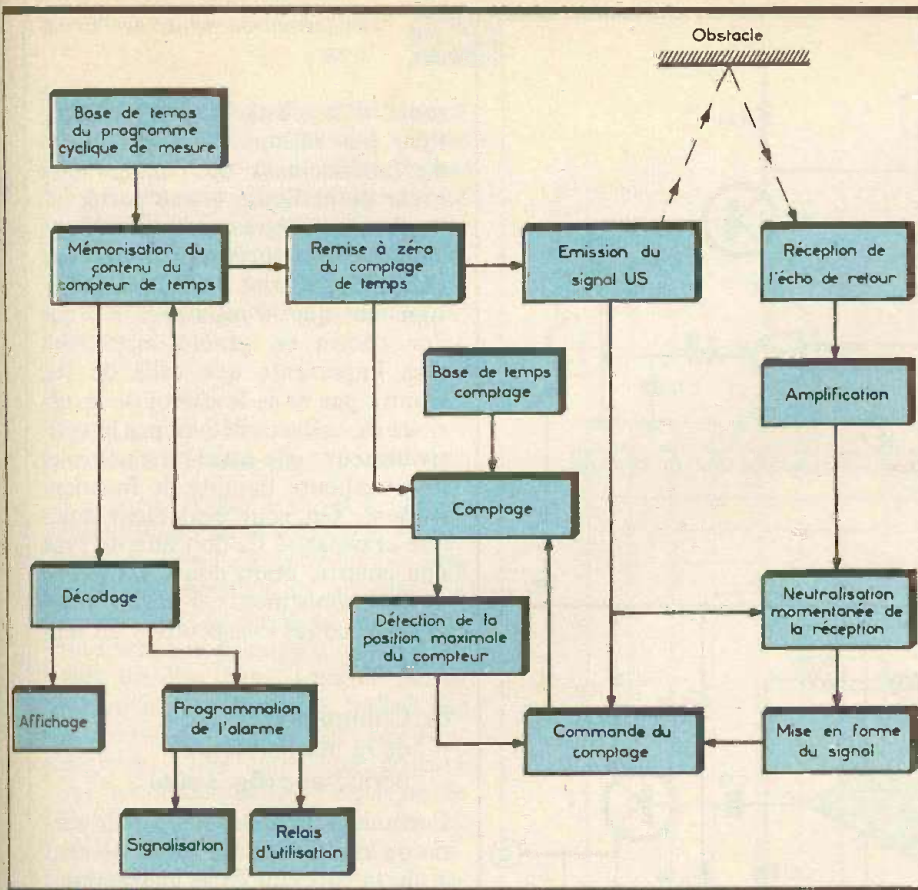 Obstacle
Base de temps
du programme
cyclique de mesure
Mémorisation du
contenu du
compteur de temps
Remise à zéro
du comptage
de temps
Emission du
signal US
Réception de
l'écho de retour
Base de temps
comptage
Amplification
Comptage
Décodage
Détection de la
position maximale
du compteur
Neutralisation
momentanée de
la réception
Affichage
Programmation
de l'alarme
Commande du
comptage
Mise en forme
du signal
Signalisation
Relais
d'utilisation